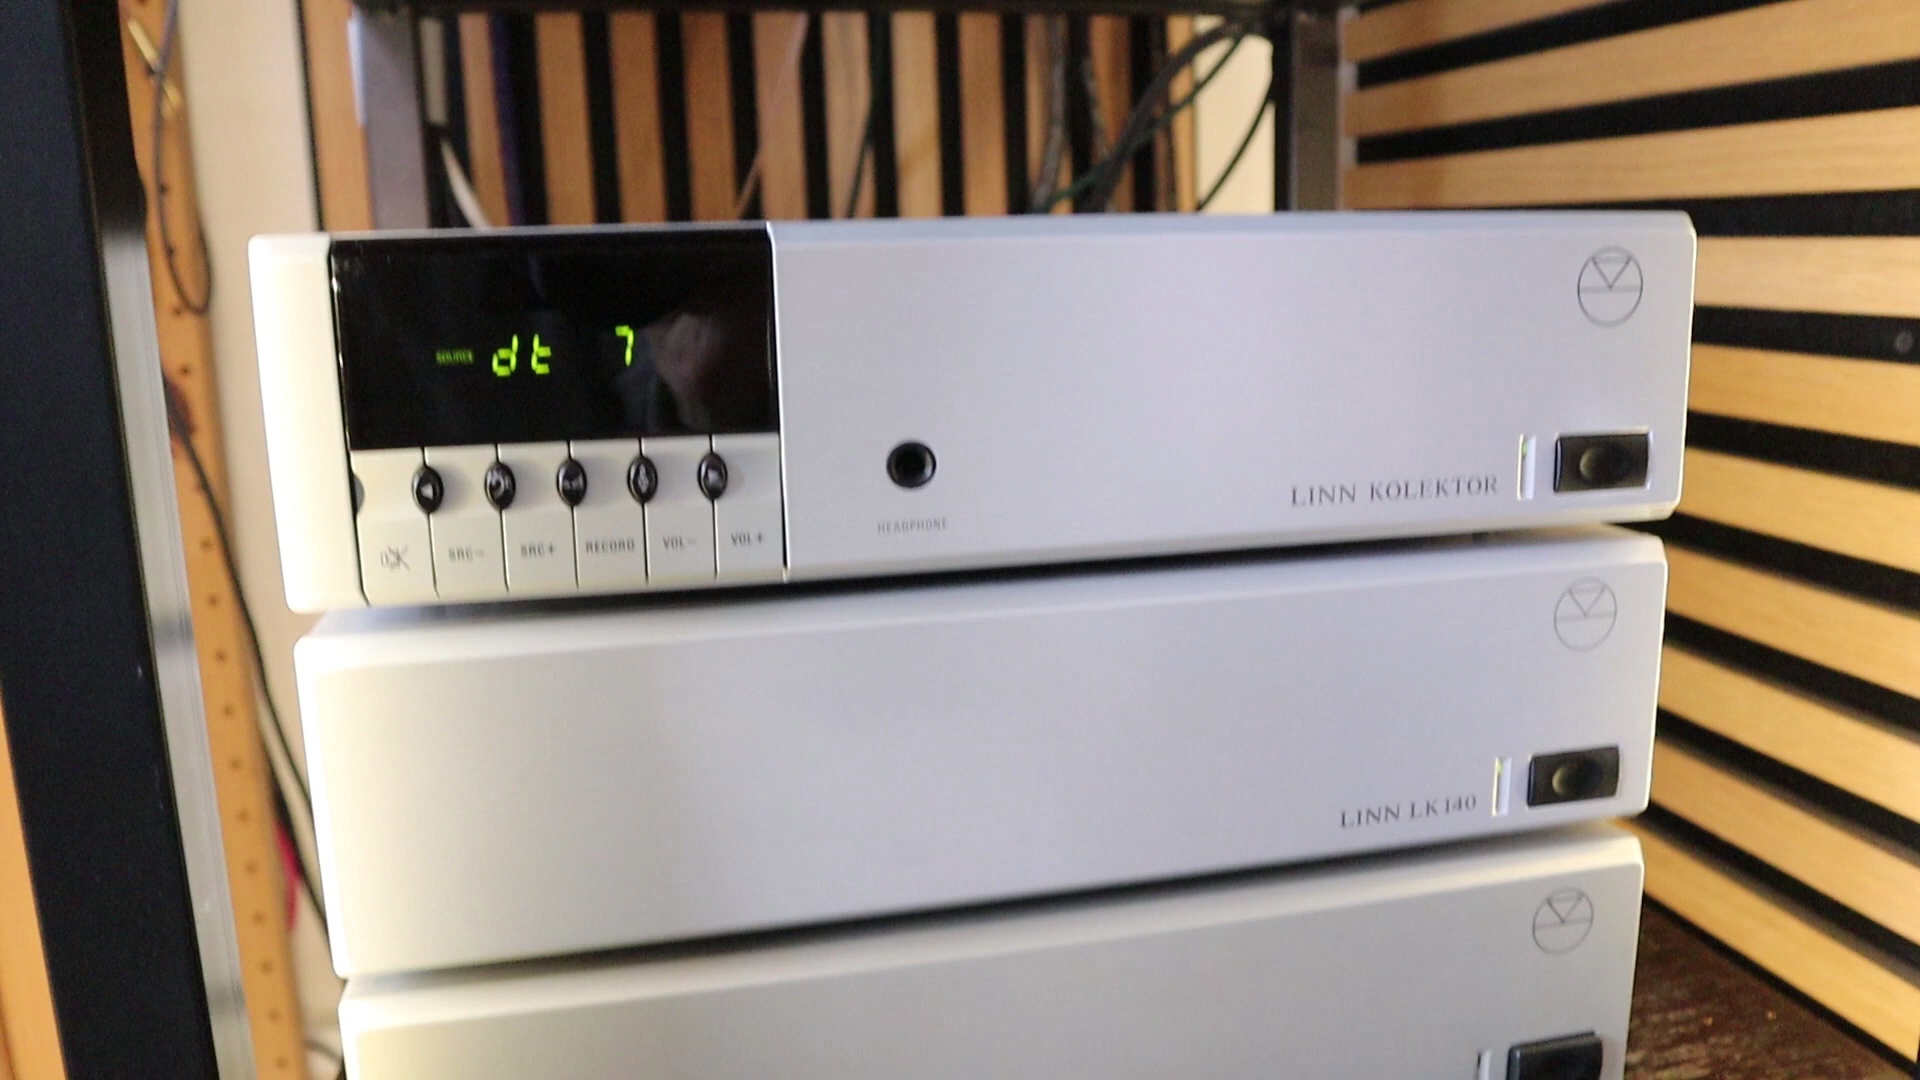 SOURCE dt 7
HEADPHONE
LINN KOLEKTOR
SRC− SRC+ RECORD VOL− VOL+
LINN LK140